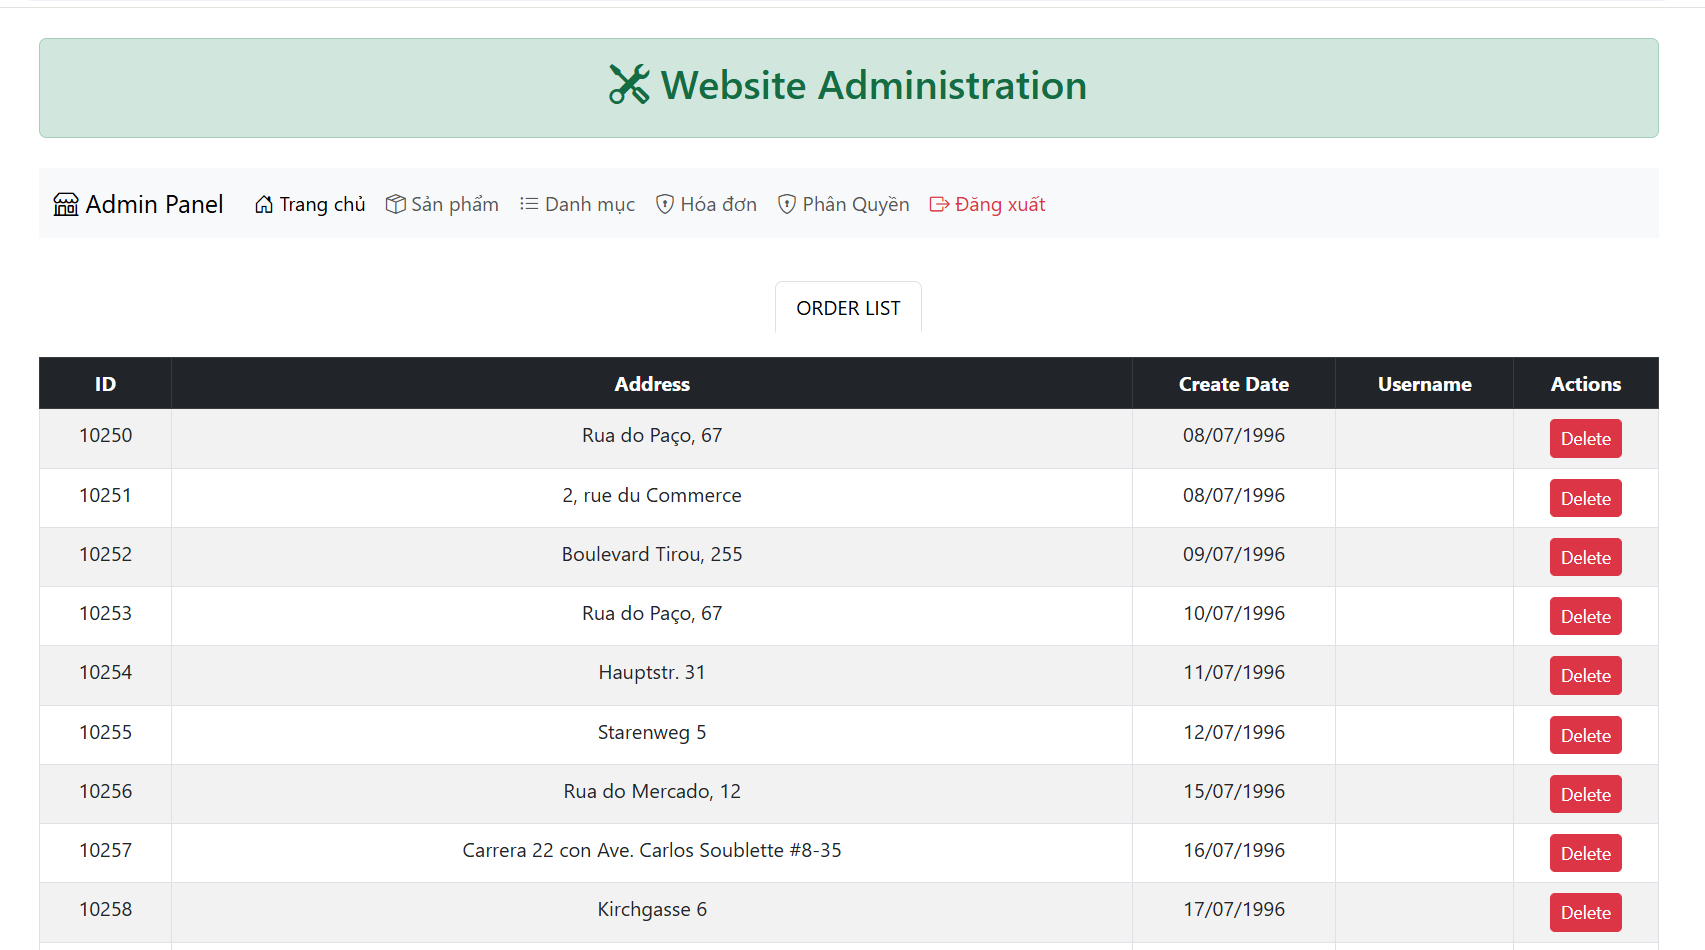 Website Administration
Admin Panel Trang chủ Sản phẩm Danh mục Hóa đơn Phân Quyền Đăng xuất
ORDER LIST
ID Address Create Date Username Actions
10250 Rua do Paço, 67 08/07/1996 Delete
10251 2, rue du Commerce 08/07/1996 Delete
10252 Boulevard Tirou, 255 09/07/1996 Delete
10253 Rua do Paço, 67 10/07/1996 Delete
10254 Hauptstr. 31 11/07/1996 Delete
10255 Starenweg 5 12/07/1996 Delete
10256 Rua do Mercado, 12 15/07/1996 Delete
10257 Carrera 22 con Ave. Carlos Soublette #8-35 16/07/1996 Delete
10258 Kirchgasse 6 17/07/1996 Delete